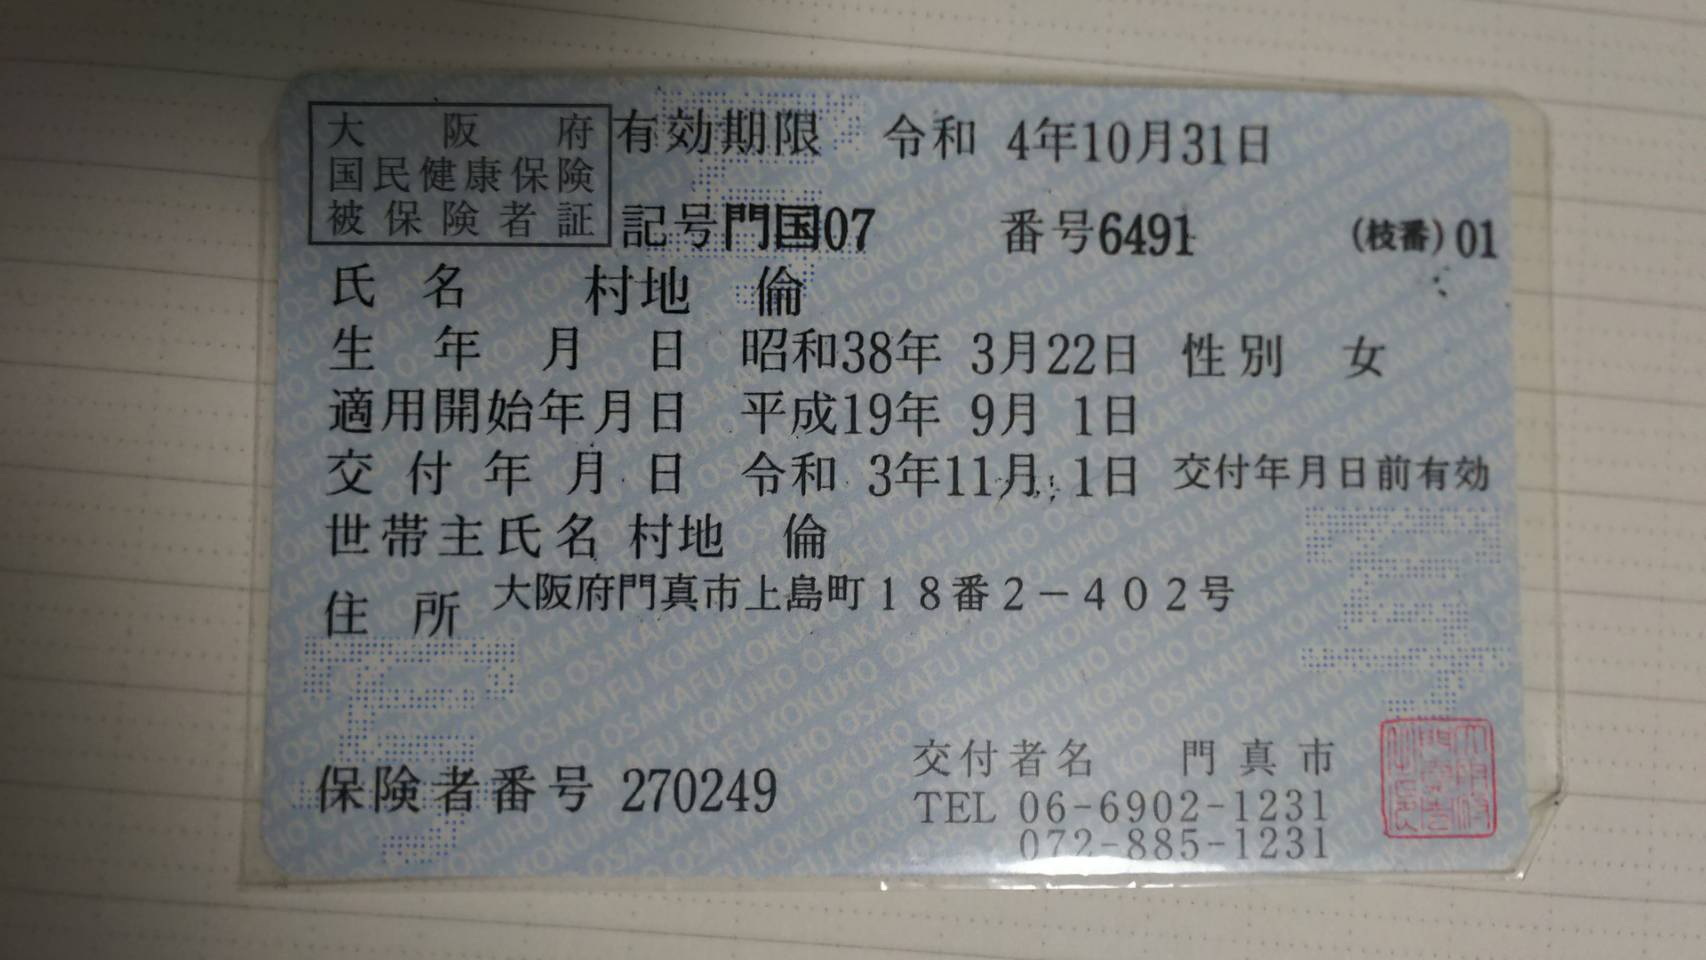 大阪府
国民健康保険
被保険者証
有効期限 令和 4年10月31日
記号門国07 番号6491 (枝番)01
氏名 村地 倫
生年月日 昭和38年 3月22日 性別 女
適用開始年月日 平成19年 9月 1日
交付年月日 令和 3年11月 1日 交付年月日前有効
世帯主氏名 村地 倫
住所 大阪府門真市上島町18番2-402号
保険者番号 270249
交付者名 門真市
TEL 06-6902-1231
072-885-1231